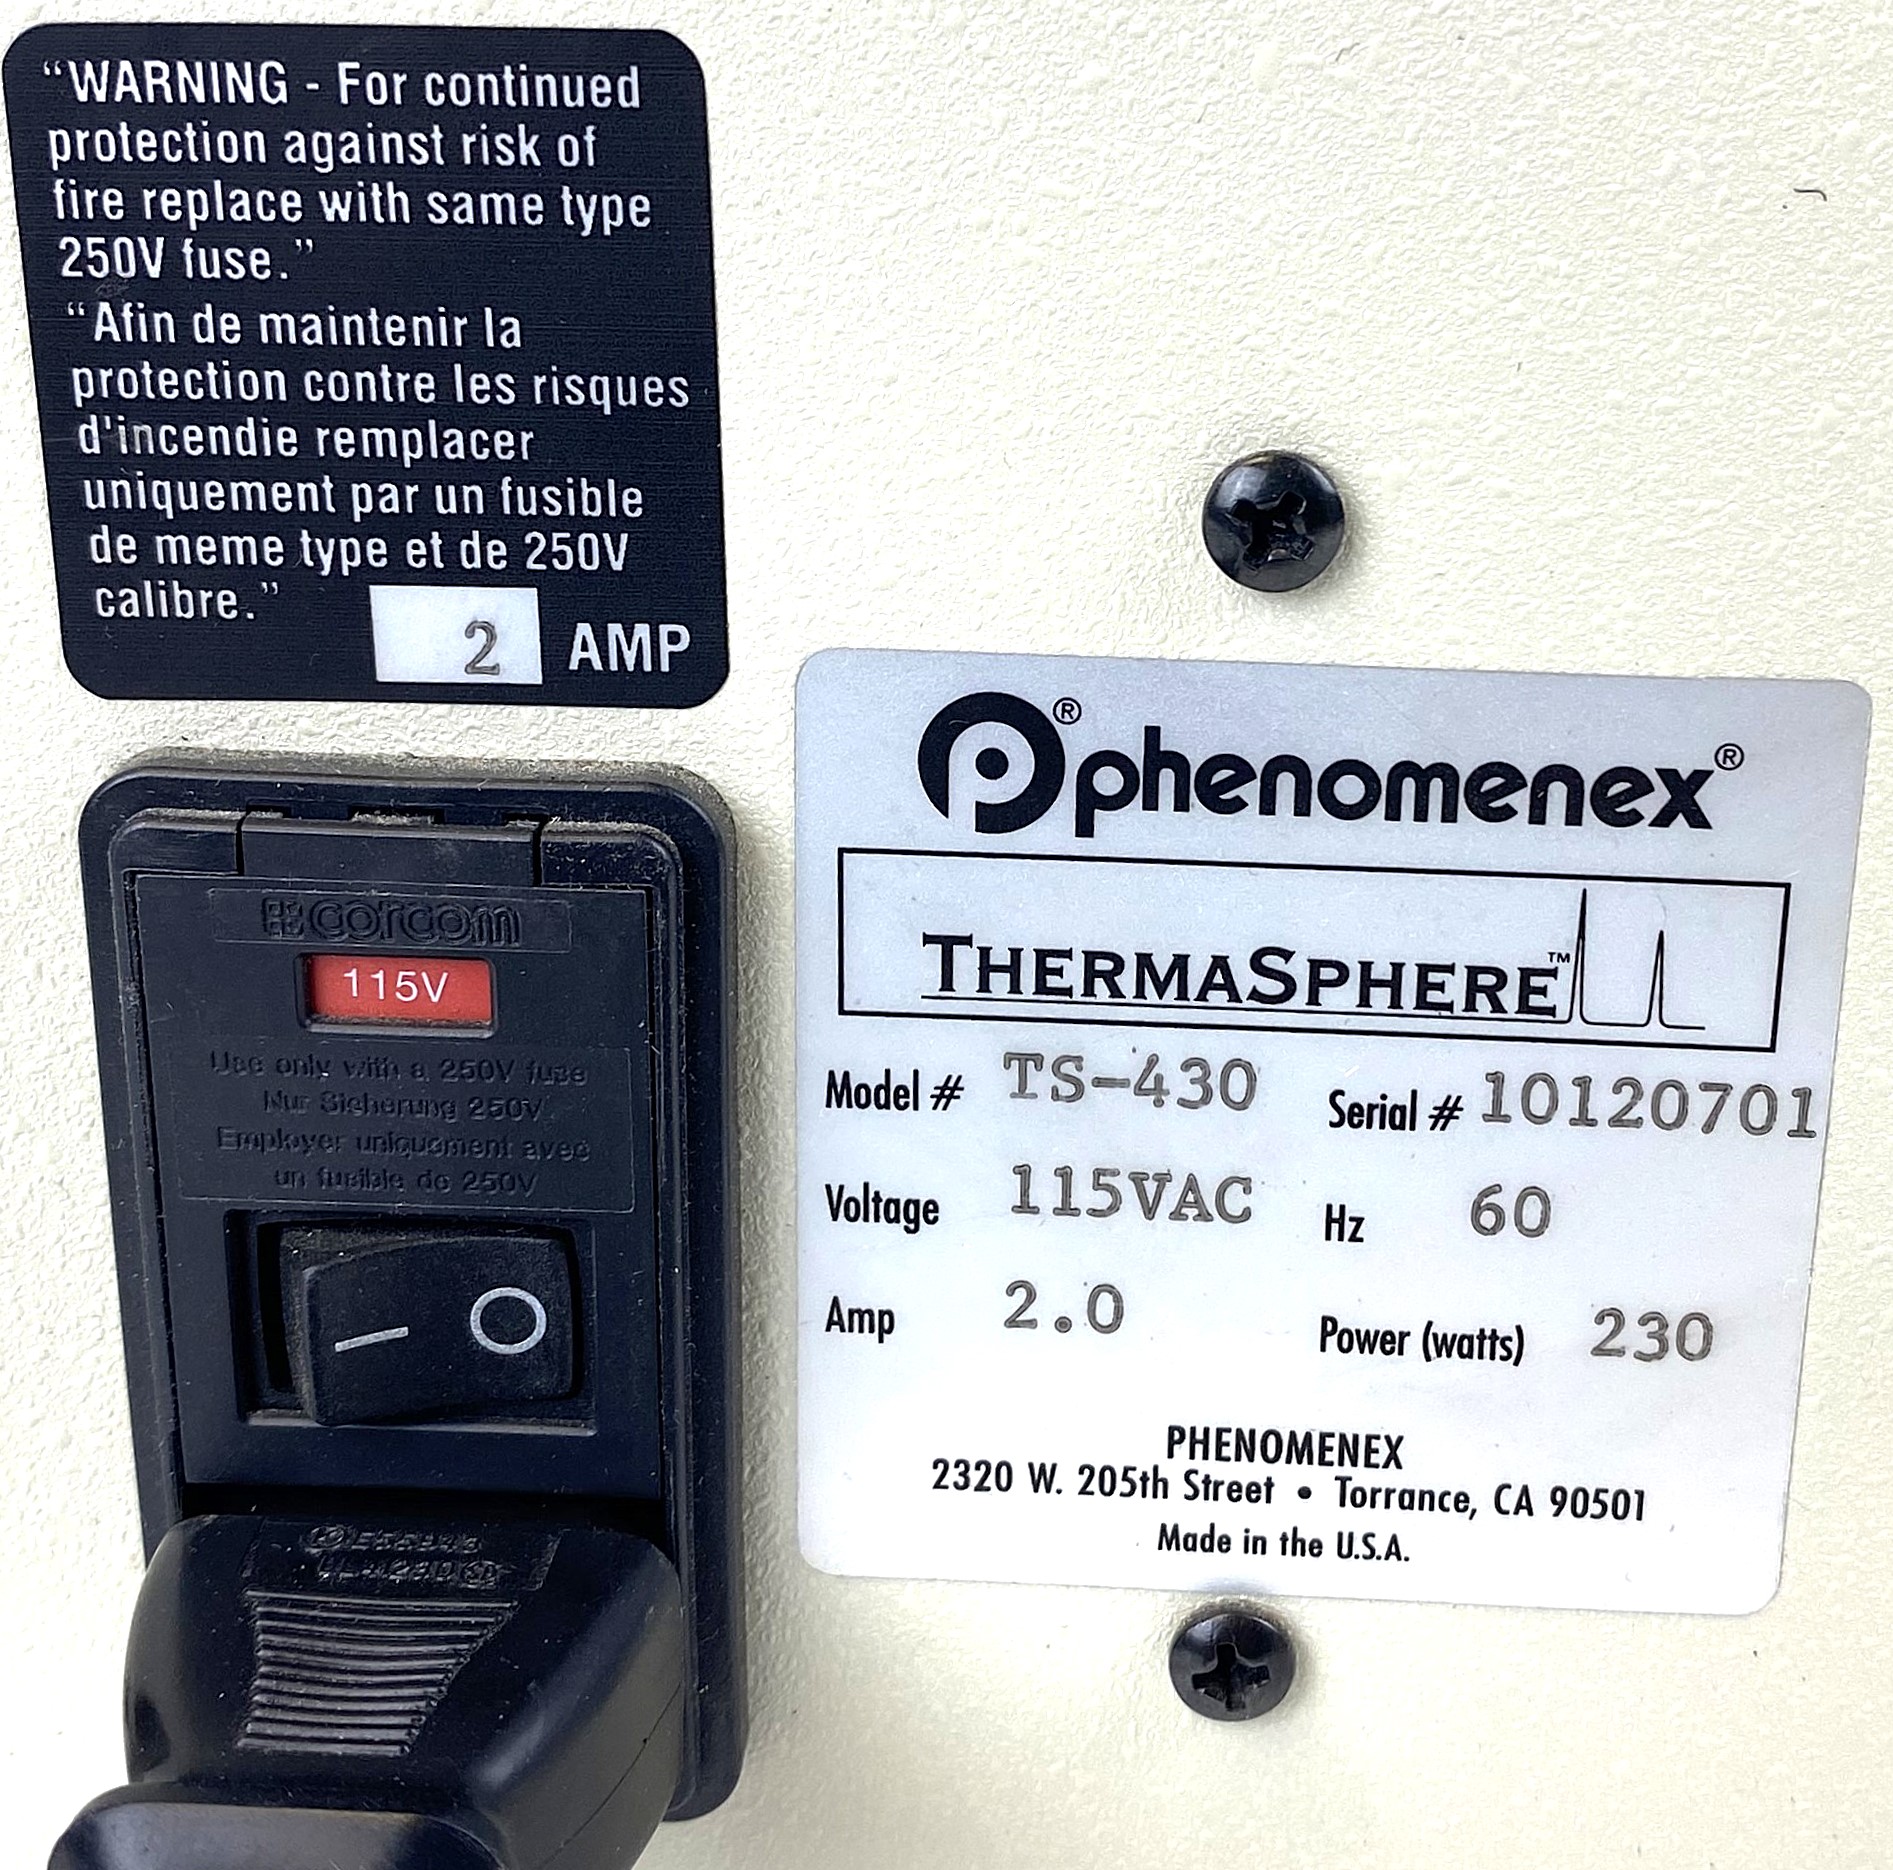 “WARNING - For continued
protection against risk of
fire replace with same type
250V fuse.”
“Afin de maintenir la
protection contre les risques
d'incendie remplacer
uniquement par un fusible
de meme type et de 250V
calibre.”
2 AMP
corcom
115V
Use only with a 250V fuse
Nur Sicherung 250V
Employer uniquement avec
un fusible de 250V
— O
phenomenex®
THERMASPHERE™
Model # TS-430 Serial # 10120701
Voltage 115VAC Hz 60
Amp 2.0 Power (watts) 230
PHENOMENEX
2320 W. 205th Street • Torrance, CA 90501
Made in the U.S.A.